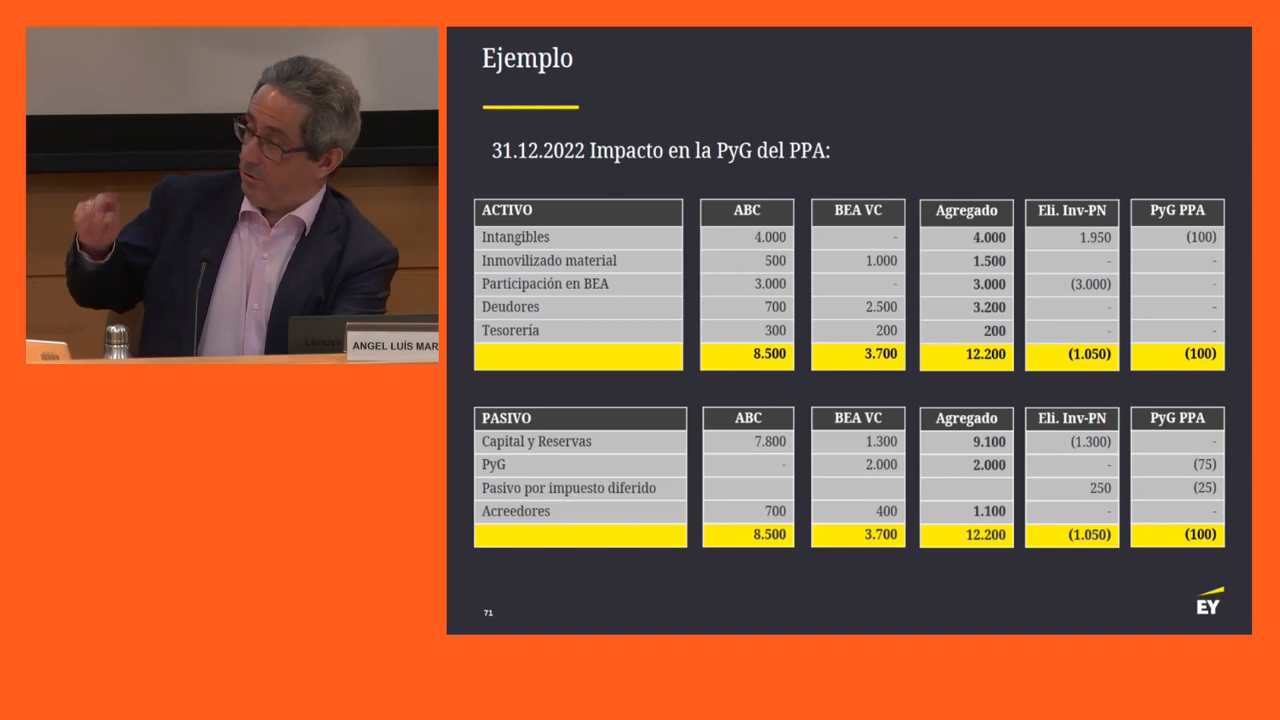 Ejemplo
31.12.2022 Impacto en la PyG del PPA:
ACTIVO ABC BEA VC Agregado Eli. Inv-PN PyG PPA
Intangibles 4.000 - 4.000 1.950 (100)
Inmovilizado material 500 1.000 1.500 - -
Participación en BEA 3.000 - 3.000 (3.000) -
Deudores 700 2.500 3.200 - -
Tesorería 300 200 200 - -
8.500 3.700 12.200 (1.050) (100)
PASIVO ABC BEA VC Agregado Eli. Inv-PN PyG PPA
Capital y Reservas 7.800 1.300 9.100 (1.300) -
PyG - 2.000 2.000 - (75)
Pasivo por impuesto diferido 250 (25)
Acreedores 700 400 1.100 - -
8.500 3.700 12.200 (1.050) (100)
71
EY
Lenovo
ANGEL LUÍS MAR